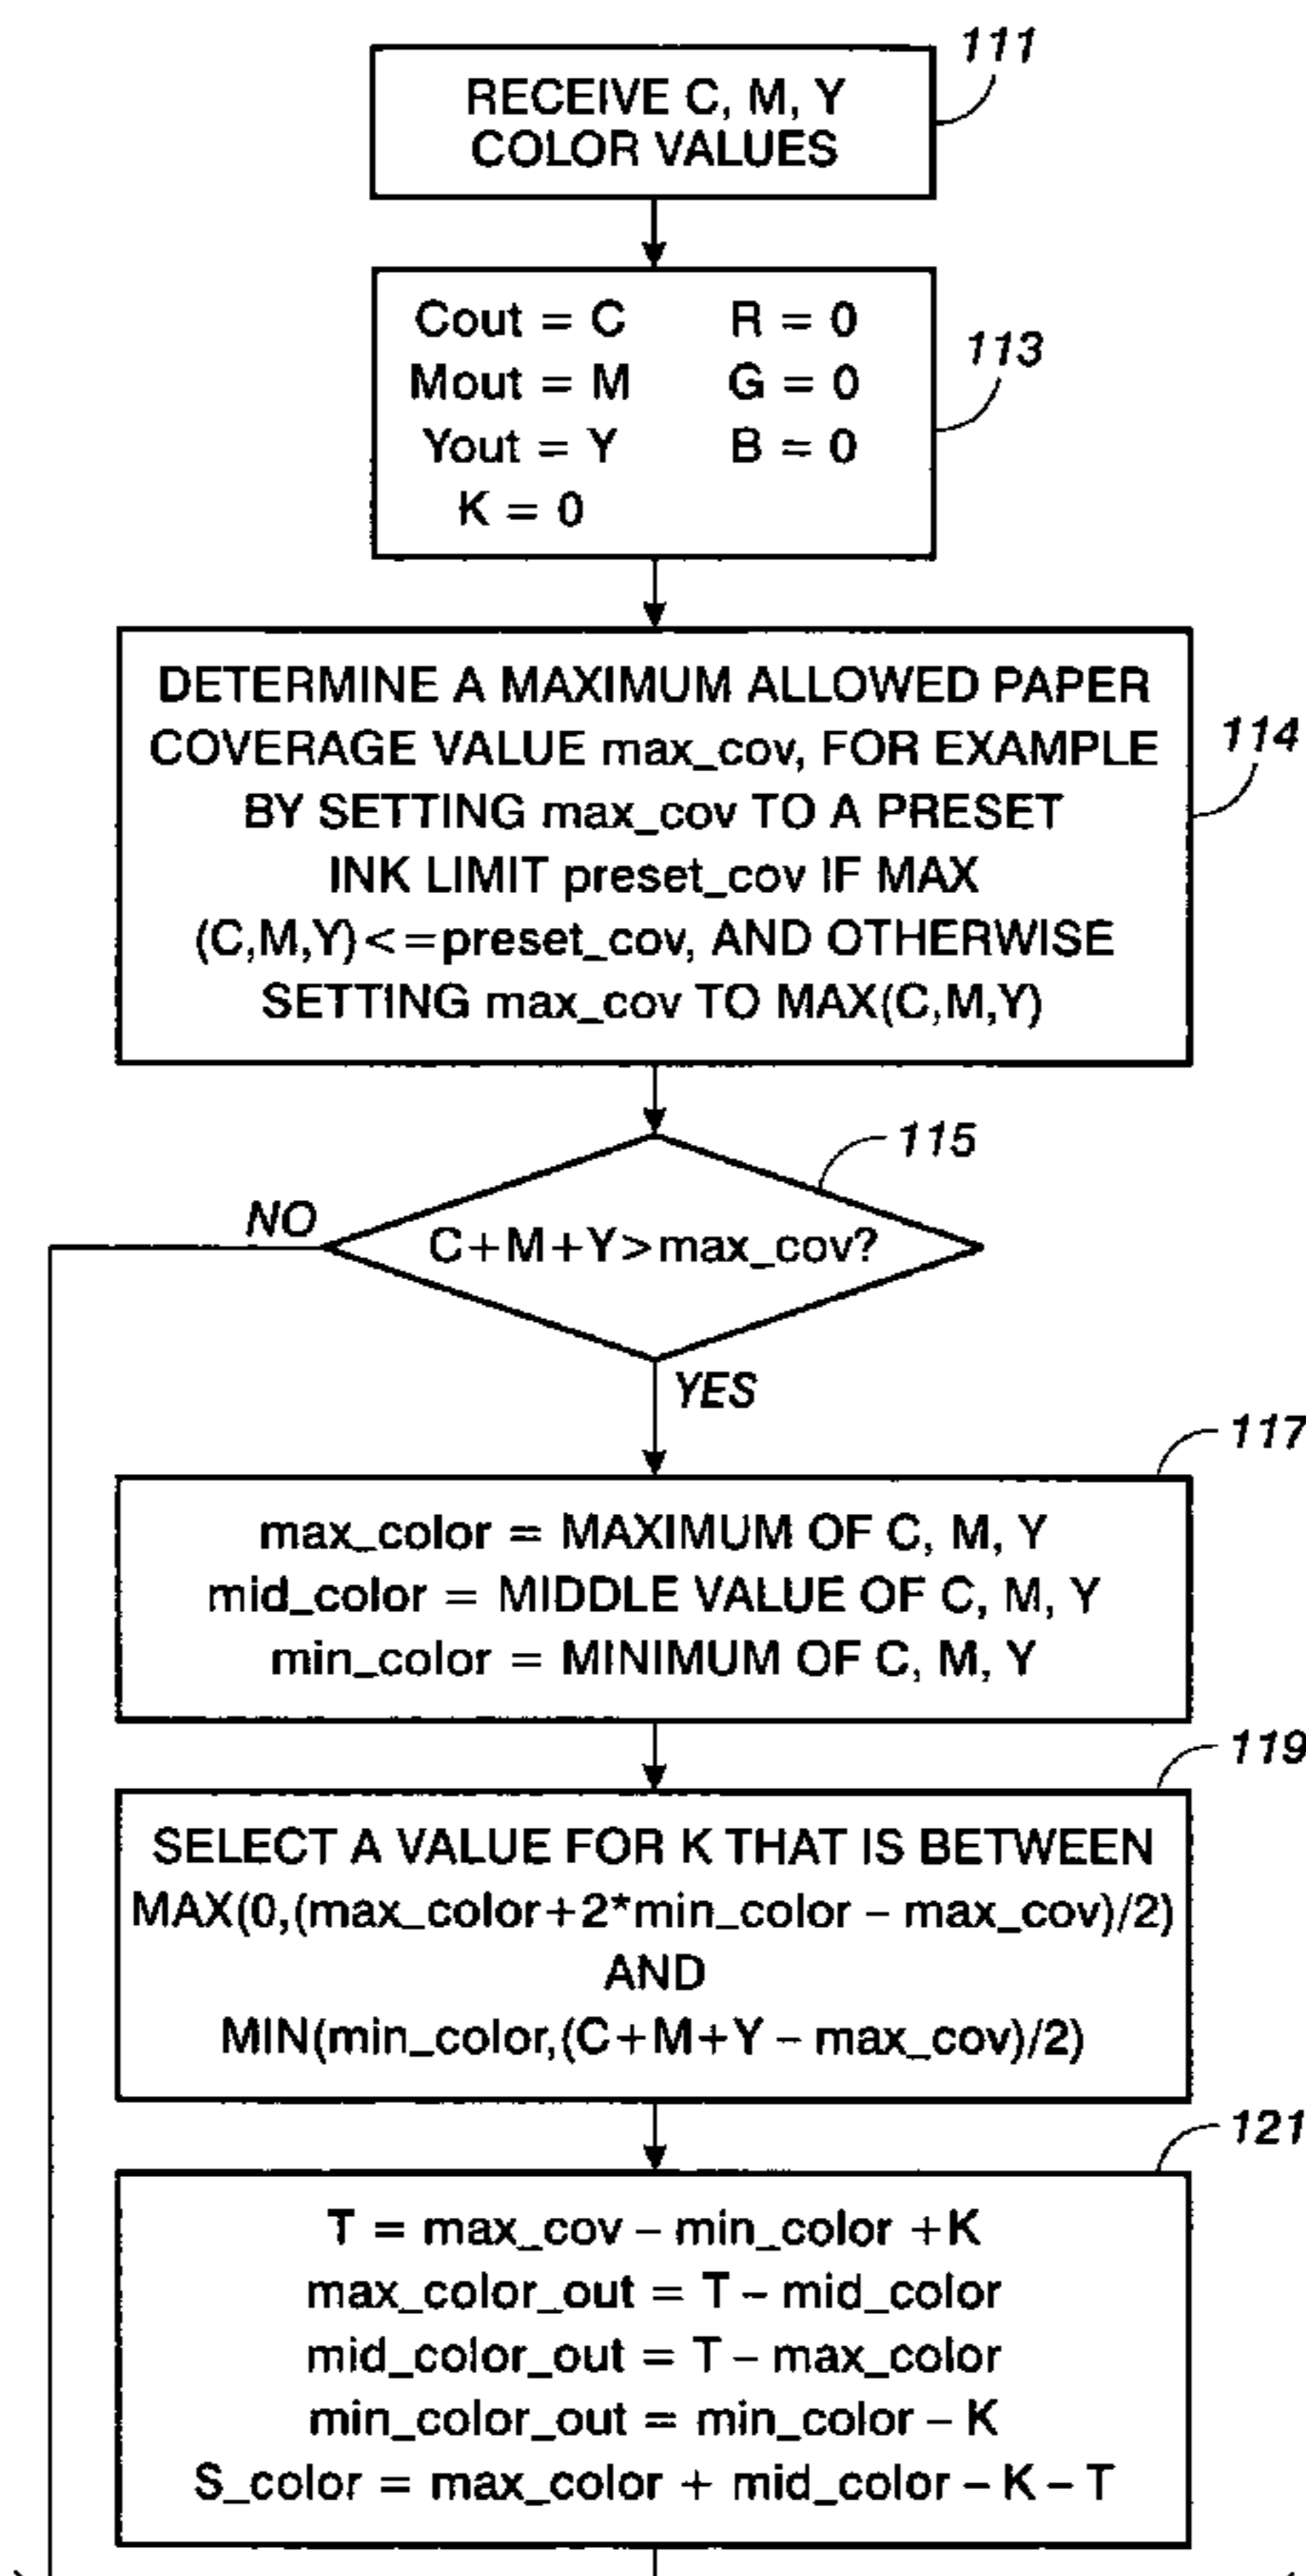 111
RECEIVE C, M, Y
COLOR VALUES
113
Cout = C R = 0
Mout = M G = 0
Yout = Y B = 0
K = 0
114
DETERMINE A MAXIMUM ALLOWED PAPER
COVERAGE VALUE max_cov, FOR EXAMPLE
BY SETTING max_cov TO A PRESET
INK LIMIT preset_cov IF MAX
(C,M,Y)<=preset_cov, AND OTHERWISE
SETTING max_cov TO MAX(C,M,Y)
115
NO
C+M+Y>max_cov?
YES
117
max_color = MAXIMUM OF C, M, Y
mid_color = MIDDLE VALUE OF C, M, Y
min_color = MINIMUM OF C, M, Y
119
SELECT A VALUE FOR K THAT IS BETWEEN
MAX(0,(max_color+2*min_color – max_cov)/2)
AND
MIN(min_color,(C+M+Y – max_cov)/2)
121
T = max_cov – min_color +K
max_color_out = T – mid_color
mid_color_out = T – max_color
min_color_out = min_color – K
S_color = max_color + mid_color – K – T